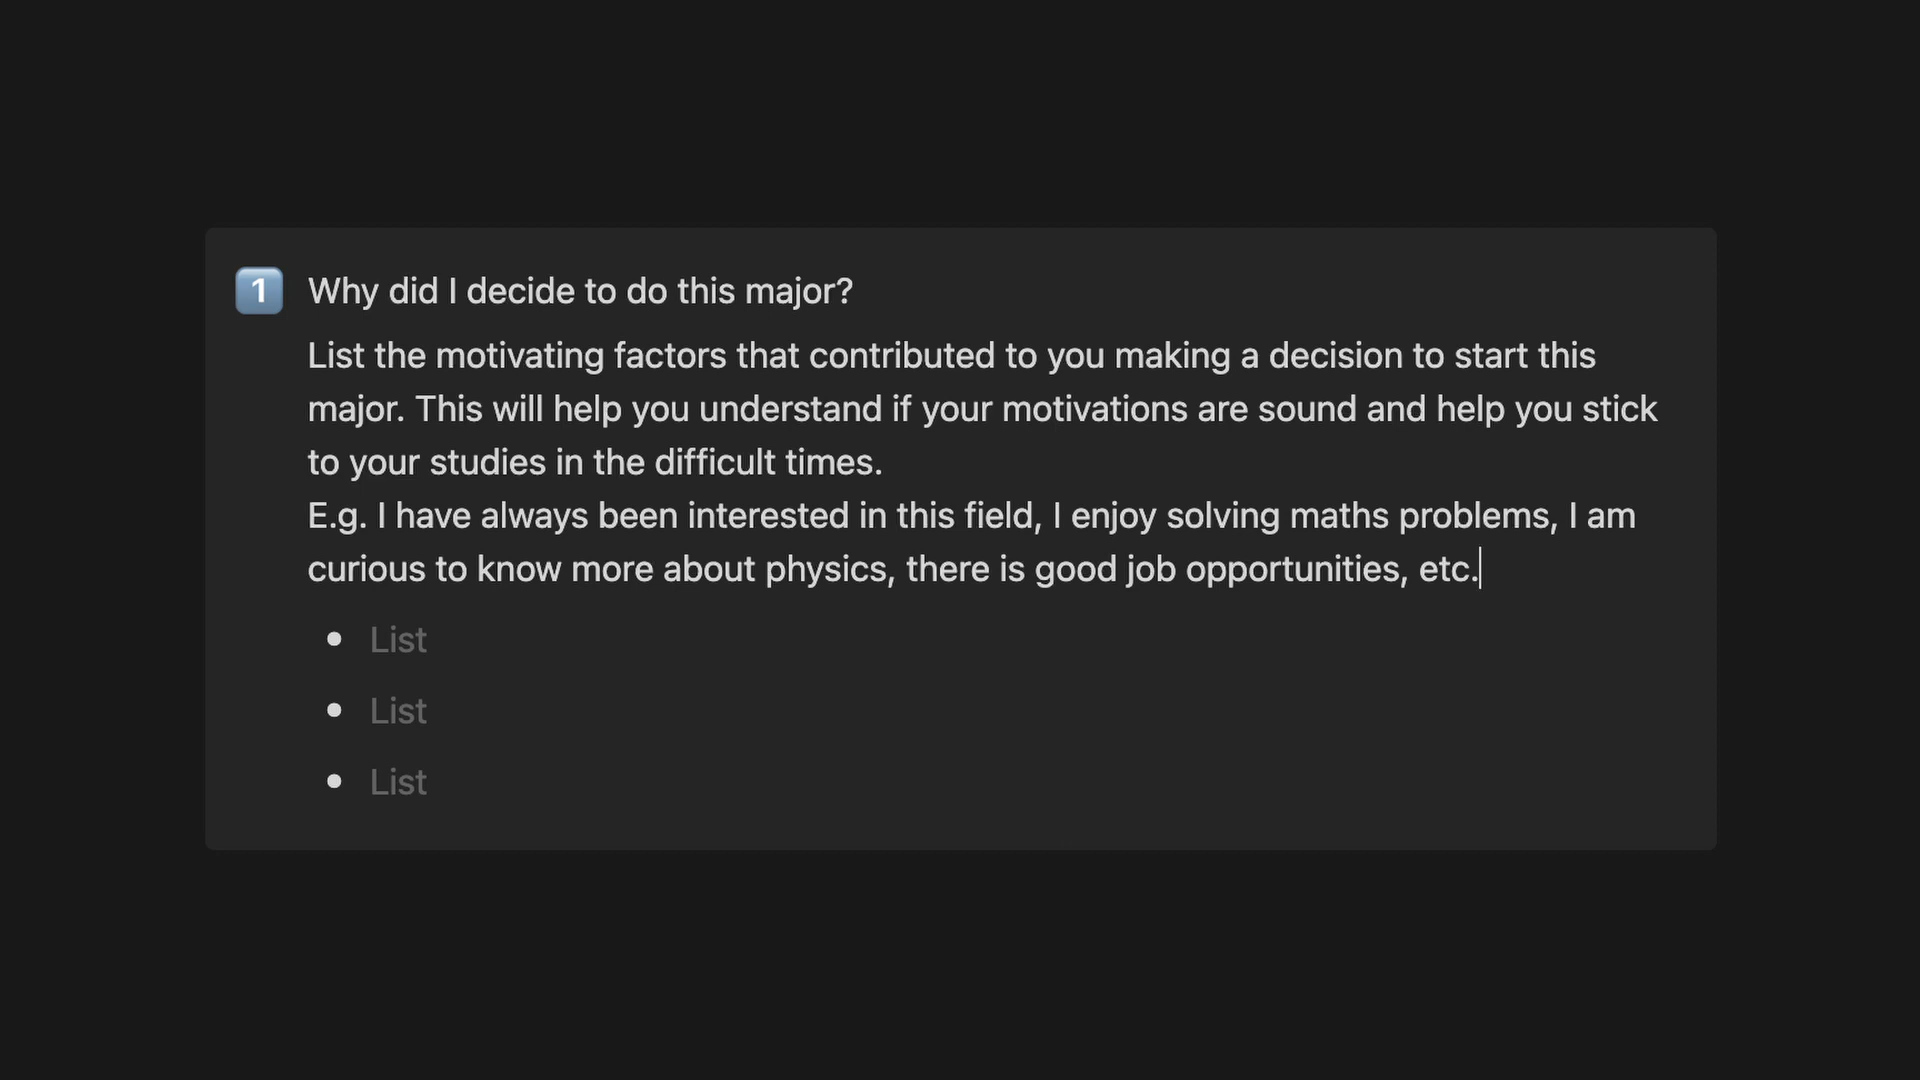 1 Why did I decide to do this major?
List the motivating factors that contributed to you making a decision to start this
major. This will help you understand if your motivations are sound and help you stick
to your studies in the difficult times.
E.g. I have always been interested in this field, I enjoy solving maths problems, I am
curious to know more about physics, there is good job opportunities, etc.
• List
• List
• List